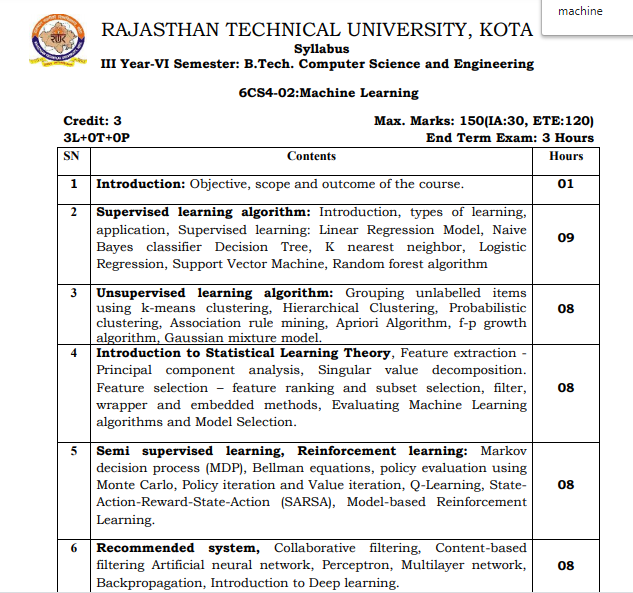 machine
RAJASTHAN TECHNICAL UNIVERSITY, KOTA
Syllabus
III Year-VI Semester: B.Tech. Computer Science and Engineering
6CS4-02:Machine Learning
Credit: 3 Max. Marks: 150(IA:30, ETE:120)
3L+0T+0P End Term Exam: 3 Hours
SN Contents Hours
1 Introduction: Objective, scope and outcome of the course. 01
2 Supervised learning algorithm: Introduction, types of learning,
application, Supervised learning: Linear Regression Model, Naive
Bayes classifier Decision Tree, K nearest neighbor, Logistic
Regression, Support Vector Machine, Random forest algorithm
09
3 Unsupervised learning algorithm: Grouping unlabelled items
using k-means clustering, Hierarchical Clustering, Probabilistic
clustering, Association rule mining, Apriori Algorithm, f-p growth
algorithm, Gaussian mixture model.
08
4 Introduction to Statistical Learning Theory, Feature extraction -
Principal component analysis, Singular value decomposition.
Feature selection – feature ranking and subset selection, filter,
wrapper and embedded methods, Evaluating Machine Learning
algorithms and Model Selection.
08
5 Semi supervised learning, Reinforcement learning: Markov
decision process (MDP), Bellman equations, policy evaluation using
Monte Carlo, Policy iteration and Value iteration, Q-Learning, State-
Action-Reward-State-Action (SARSA), Model-based Reinforcement
Learning.
08
6 Recommended system, Collaborative filtering, Content-based
filtering Artificial neural network, Perceptron, Multilayer network,
Backpropagation, Introduction to Deep learning.
08